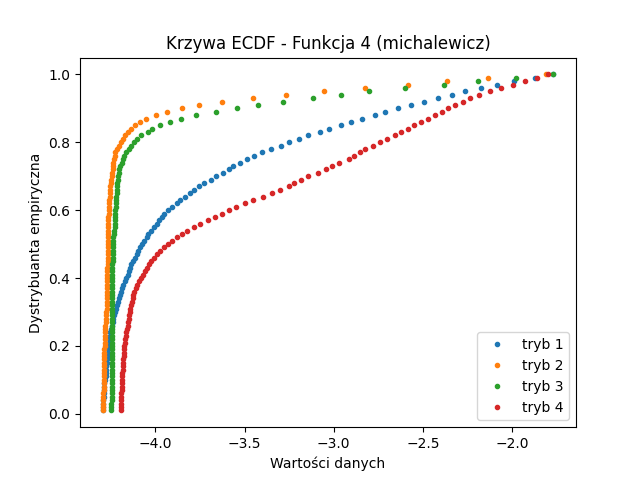 Krzywa ECDF - Funkcja 4 (michalewicz)
Dystrybuanta empiryczna
1.0
0.8
0.6
0.4
0.2
0.0
tryb 1
tryb 2
tryb 3
tryb 4
−4.0 −3.5 −3.0 −2.5 −2.0
Wartości danych